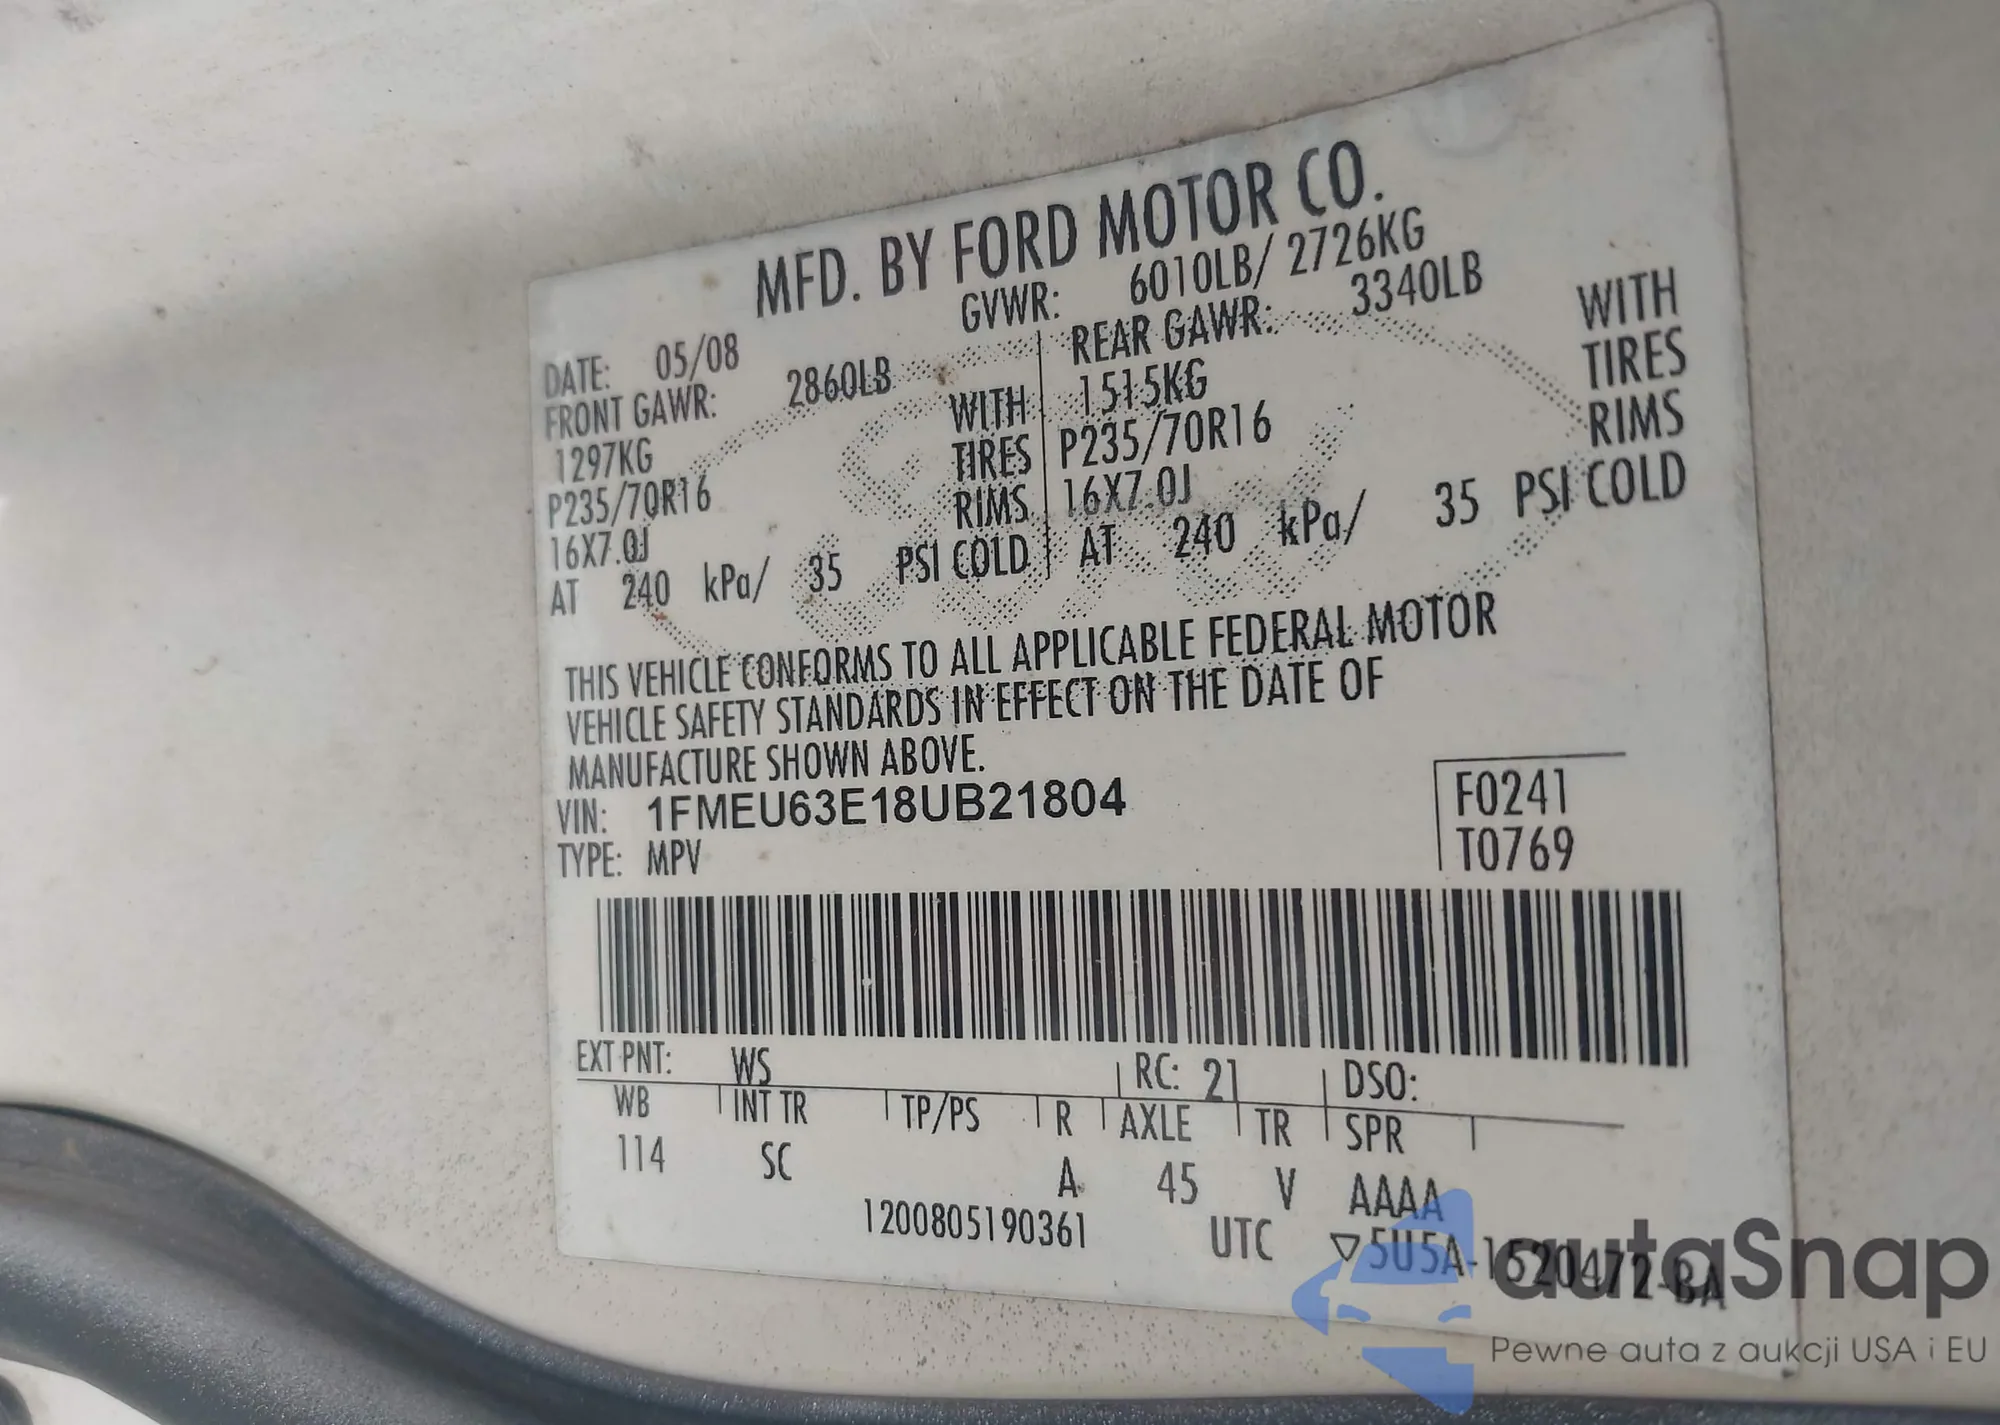 MFD. BY FORD MOTOR CO.
DATE: 05/08 GVWR: 6010LB/ 2726KG
FRONT GAWR: 2860LB REAR GAWR: 3340LB
1297KG WITH 1515KG WITH
P235/70R16 TIRES P235/70R16 TIRES
16X7.0J RIMS 16X7.0J RIMS
AT 240 kPa/ 35 PSI COLD AT 240 kPa/ 35 PSI COLD
THIS VEHICLE CONFORMS TO ALL APPLICABLE FEDERAL MOTOR
VEHICLE SAFETY STANDARDS IN EFFECT ON THE DATE OF
MANUFACTURE SHOWN ABOVE.
VIN: 1FMEU63E18UB21804 F0241
TYPE: MPV T0769
EXT PNT: WS RC: 21 DSO:
WB INT TR TP/PS R AXLE TR SPR
114 SC A 45 V AAAA
1200805190361 UTC ▽5U5A-1520472-BA
autaSnap
Pewne auta z aukcji USA i EU